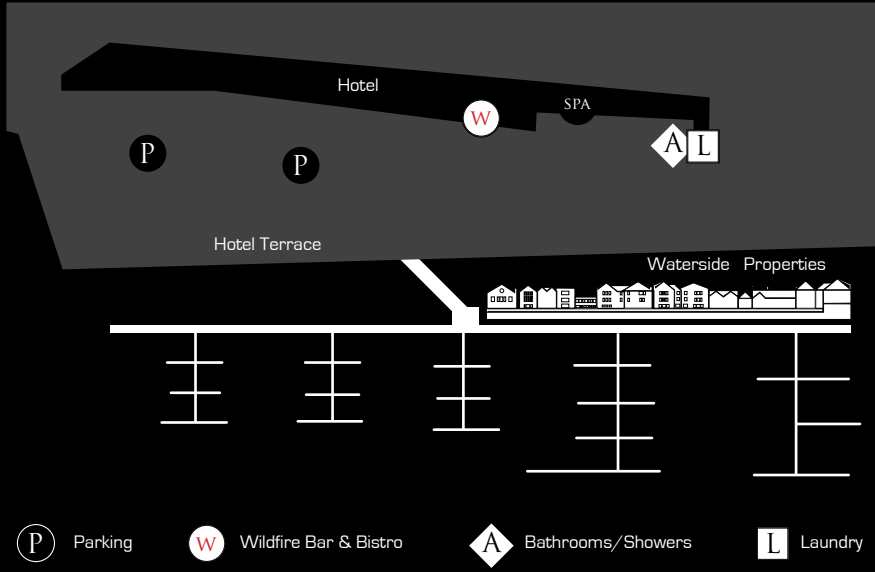 Hotel
SPA
W
A
L
P
P
Hotel Terrace
Waterside Properties
P Parking
W Wildfire Bar & Bistro
A Bathrooms/Showers
L Laundry